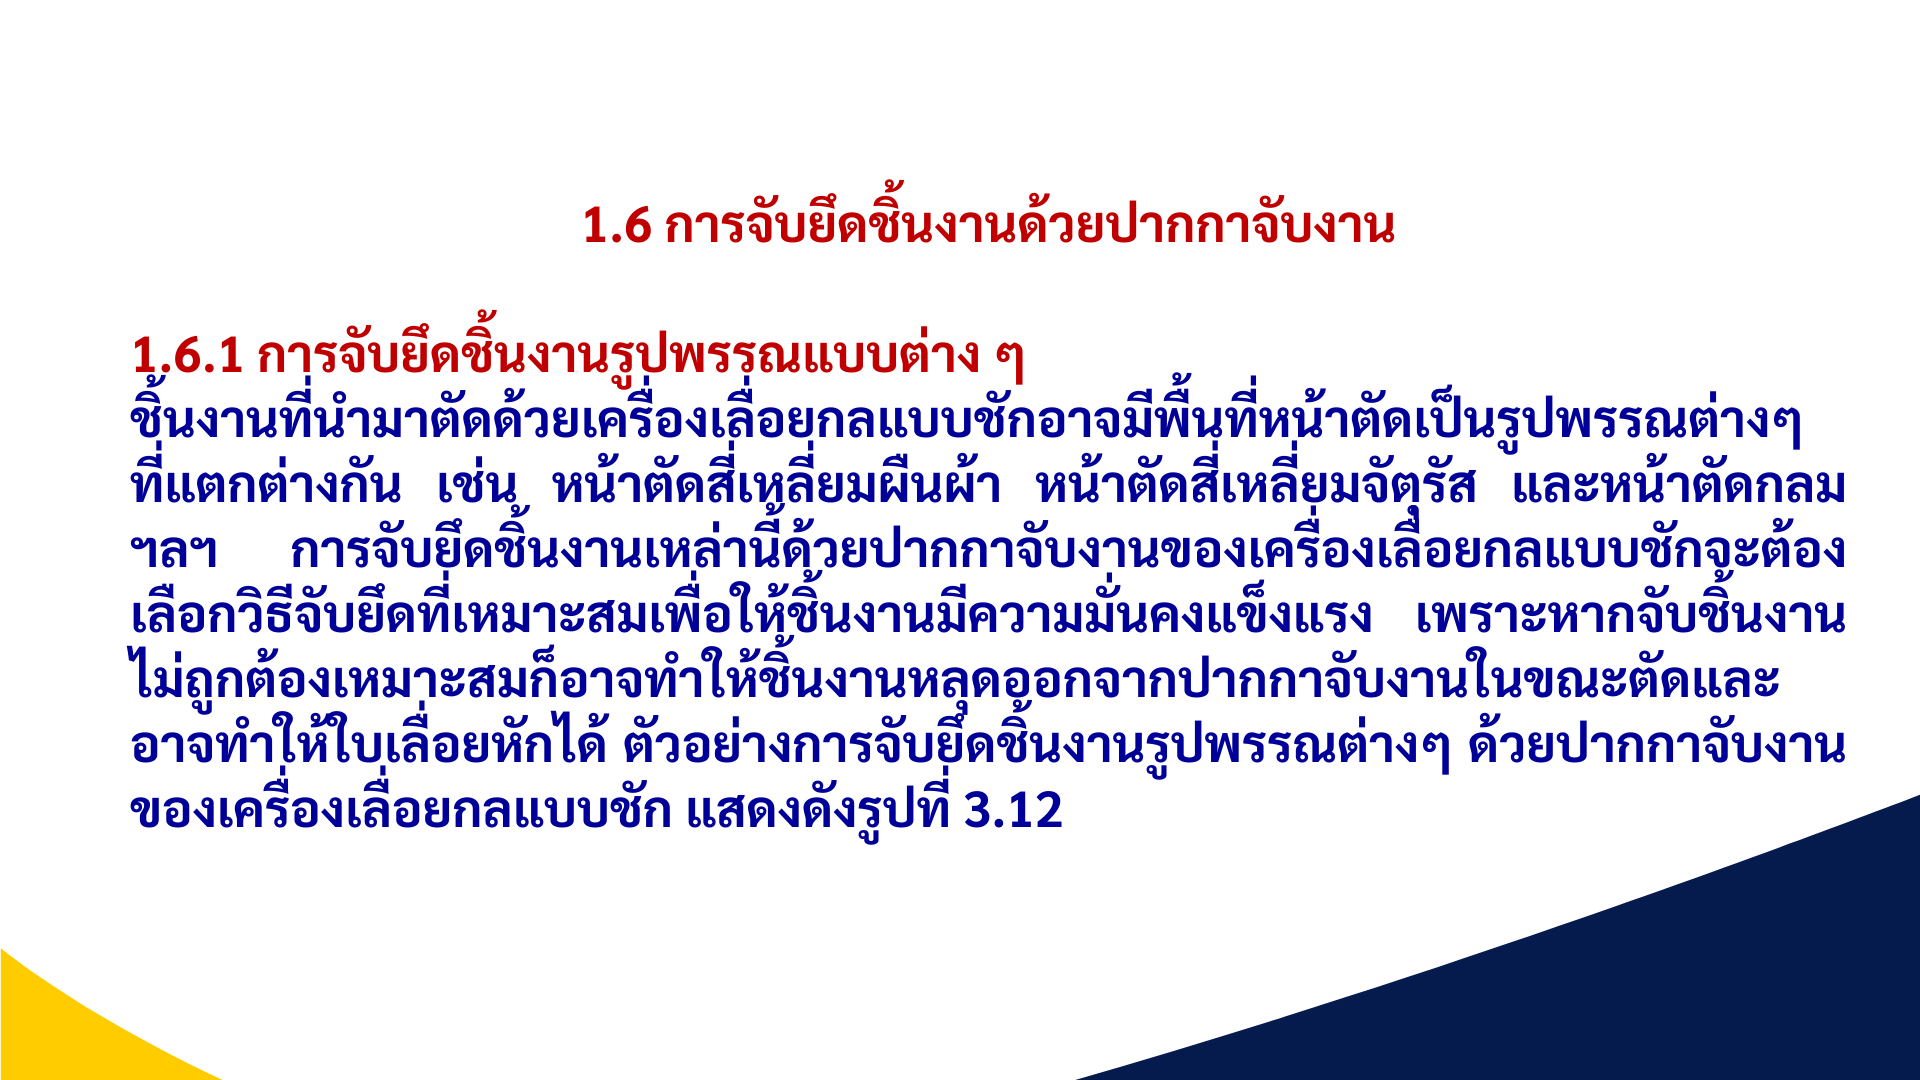 1.6 การจับยึดชิ้นงานด้วยปากกาจับงาน
1.6.1 การจับยึดชิ้นงานรูปพรรณแบบต่าง ๆ
ชิ้นงานที่นำมาตัดด้วยเครื่องเลื่อยกลแบบชักอาจมีพื้นที่หน้าตัดเป็นรูปพรรณต่างๆ
ที่แตกต่างกัน เช่น หน้าตัดสี่เหลี่ยมผืนผ้า หน้าตัดสี่เหลี่ยมจัตุรัส และหน้าตัดกลม
ฯลฯ การจับยึดชิ้นงานเหล่านี้ด้วยปากกาจับงานของเครื่องเลื่อยกลแบบชักจะต้อง
เลือกวิธีจับยึดที่เหมาะสมเพื่อให้ชิ้นงานมีความมั่นคงแข็งแรง เพราะหากจับชิ้นงาน
ไม่ถูกต้องเหมาะสมก็อาจทำให้ชิ้นงานหลุดออกจากปากกาจับงานในขณะตัดและ
อาจทำให้ใบเลื่อยหักได้ ตัวอย่างการจับยึดชิ้นงานรูปพรรณต่างๆ ด้วยปากกาจับงาน
ของเครื่องเลื่อยกลแบบชัก แสดงดังรูปที่ 3.12